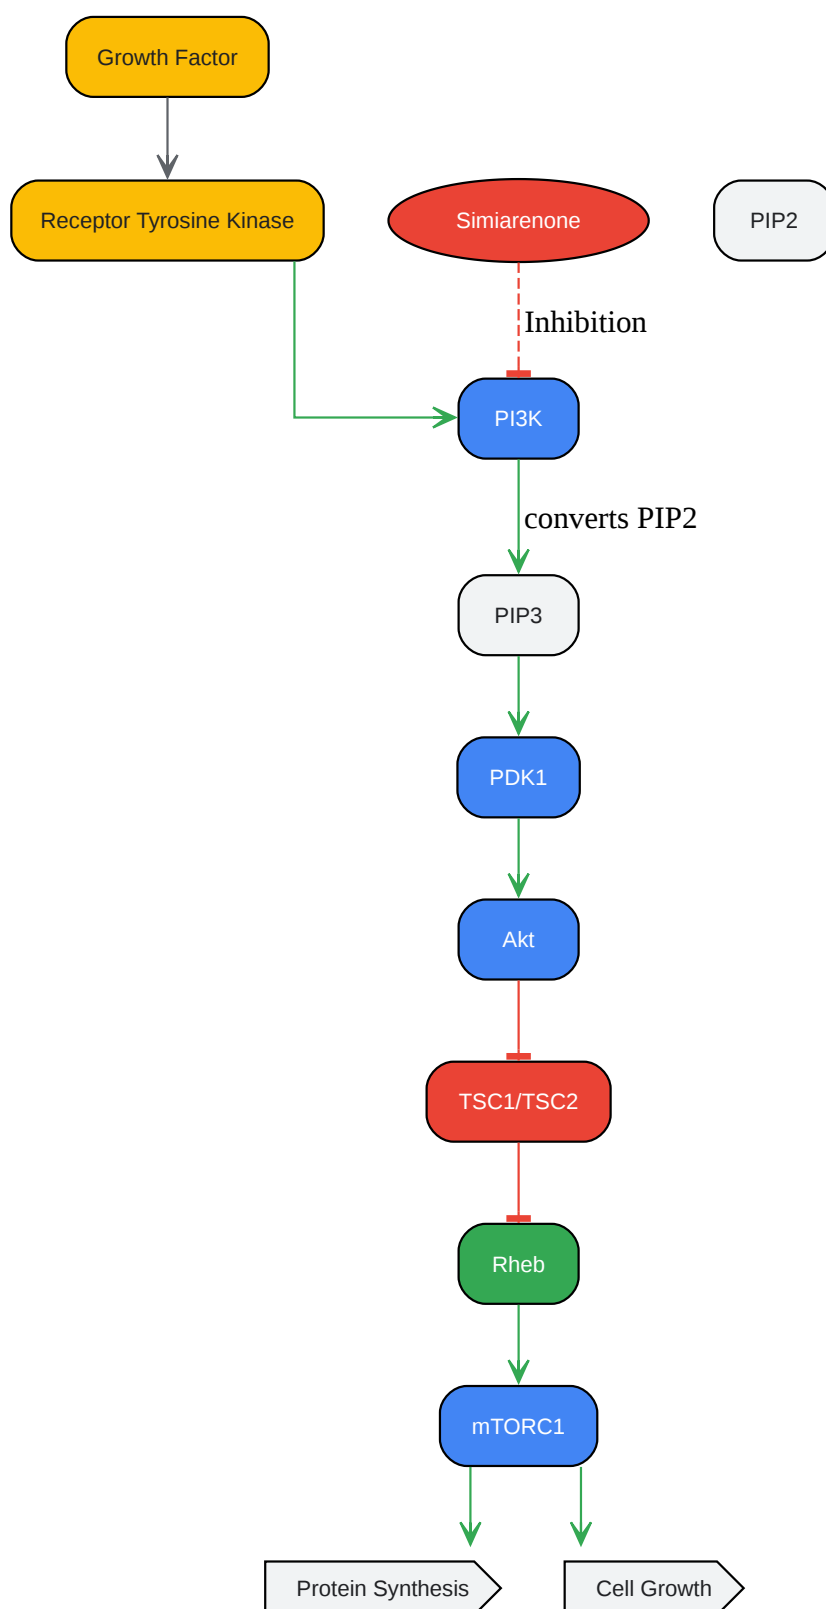 Growth Factor
Receptor Tyrosine Kinase
Simiarenone
PIP2
Inhibition
PI3K
converts PIP2
PIP3
PDK1
Akt
TSC1/TSC2
Rheb
mTORC1
Protein Synthesis
Cell Growth